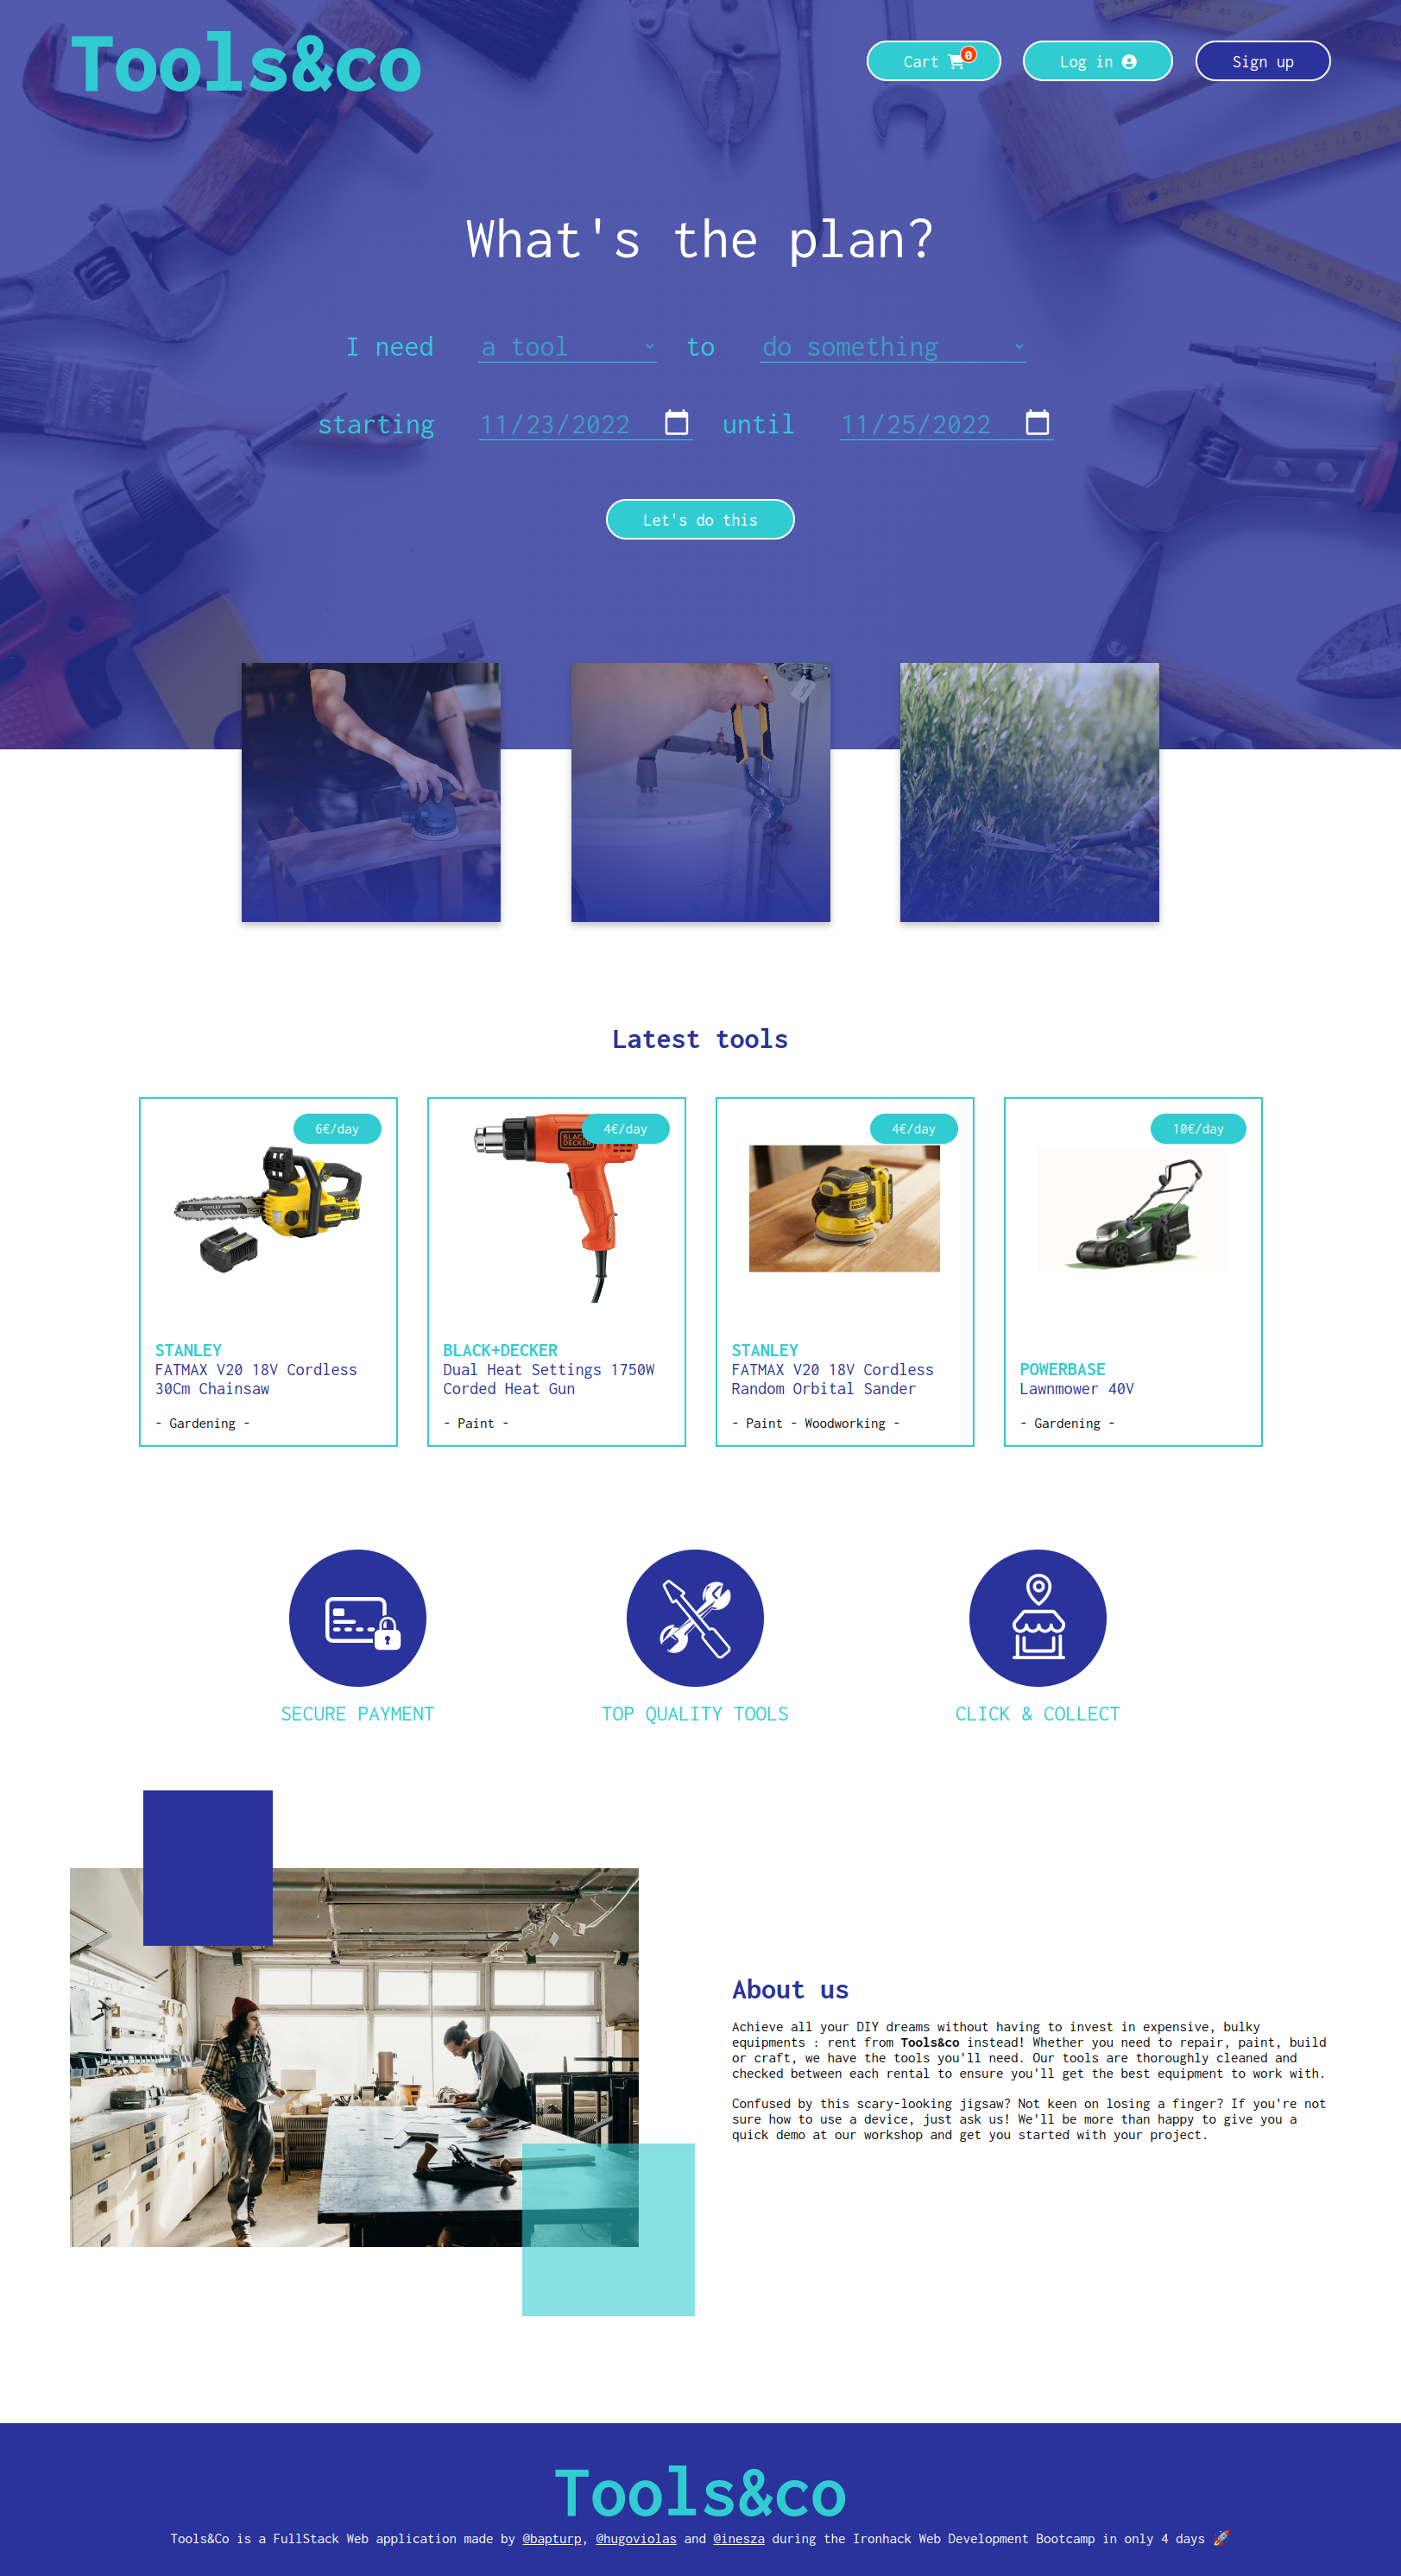 Tools&co
Cart 0
Log in
Sign up
What's the plan?
I need a tool to do something
starting 11/23/2022 until 11/25/2022
Let's do this
Latest tools
6€/day
STANLEY
FATMAX V20 18V Cordless
30Cm Chainsaw
- Gardening -
4€/day
BLACK+DECKER
Dual Heat Settings 1750W
Corded Heat Gun
- Paint -
4€/day
STANLEY
FATMAX V20 18V Cordless
Random Orbital Sander
- Paint - Woodworking -
10€/day
POWERBASE
Lawnmower 40V
- Gardening -
SECURE PAYMENT
TOP QUALITY TOOLS
CLICK & COLLECT
About us
Achieve all your DIY dreams without having to invest in expensive, bulky
equipments : rent from Tools&co instead! Whether you need to repair, paint, build
or craft, we have the tools you'll need. Our tools are thoroughly cleaned and
checked between each rental to ensure you'll get the best equipment to work with.
Confused by this scary-looking jigsaw? Not keen on losing a finger? If you're not
sure how to use a device, just ask us! We'll be more than happy to give you a
quick demo at our workshop and get you started with your project.
Tools&co
Tools&Co is a FullStack Web application made by @bapturp, @hugoviolas and @inesza during the Ironhack Web Development Bootcamp in only 4 days 🚀